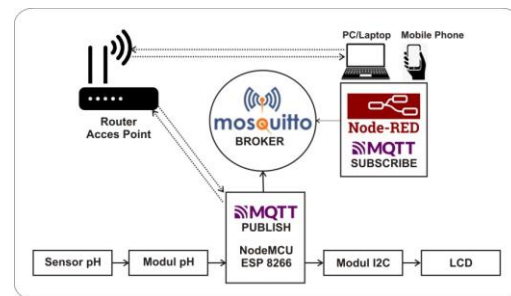 PC/Laptop
Mobile Phone
Router
Acces Point
mosquitto
BROKER
Node-RED
MQTT
SUBSCRIBE
MQTT
PUBLISH
NodeMCU
ESP 8266
Sensor pH
Modul pH
Modul I2C
LCD